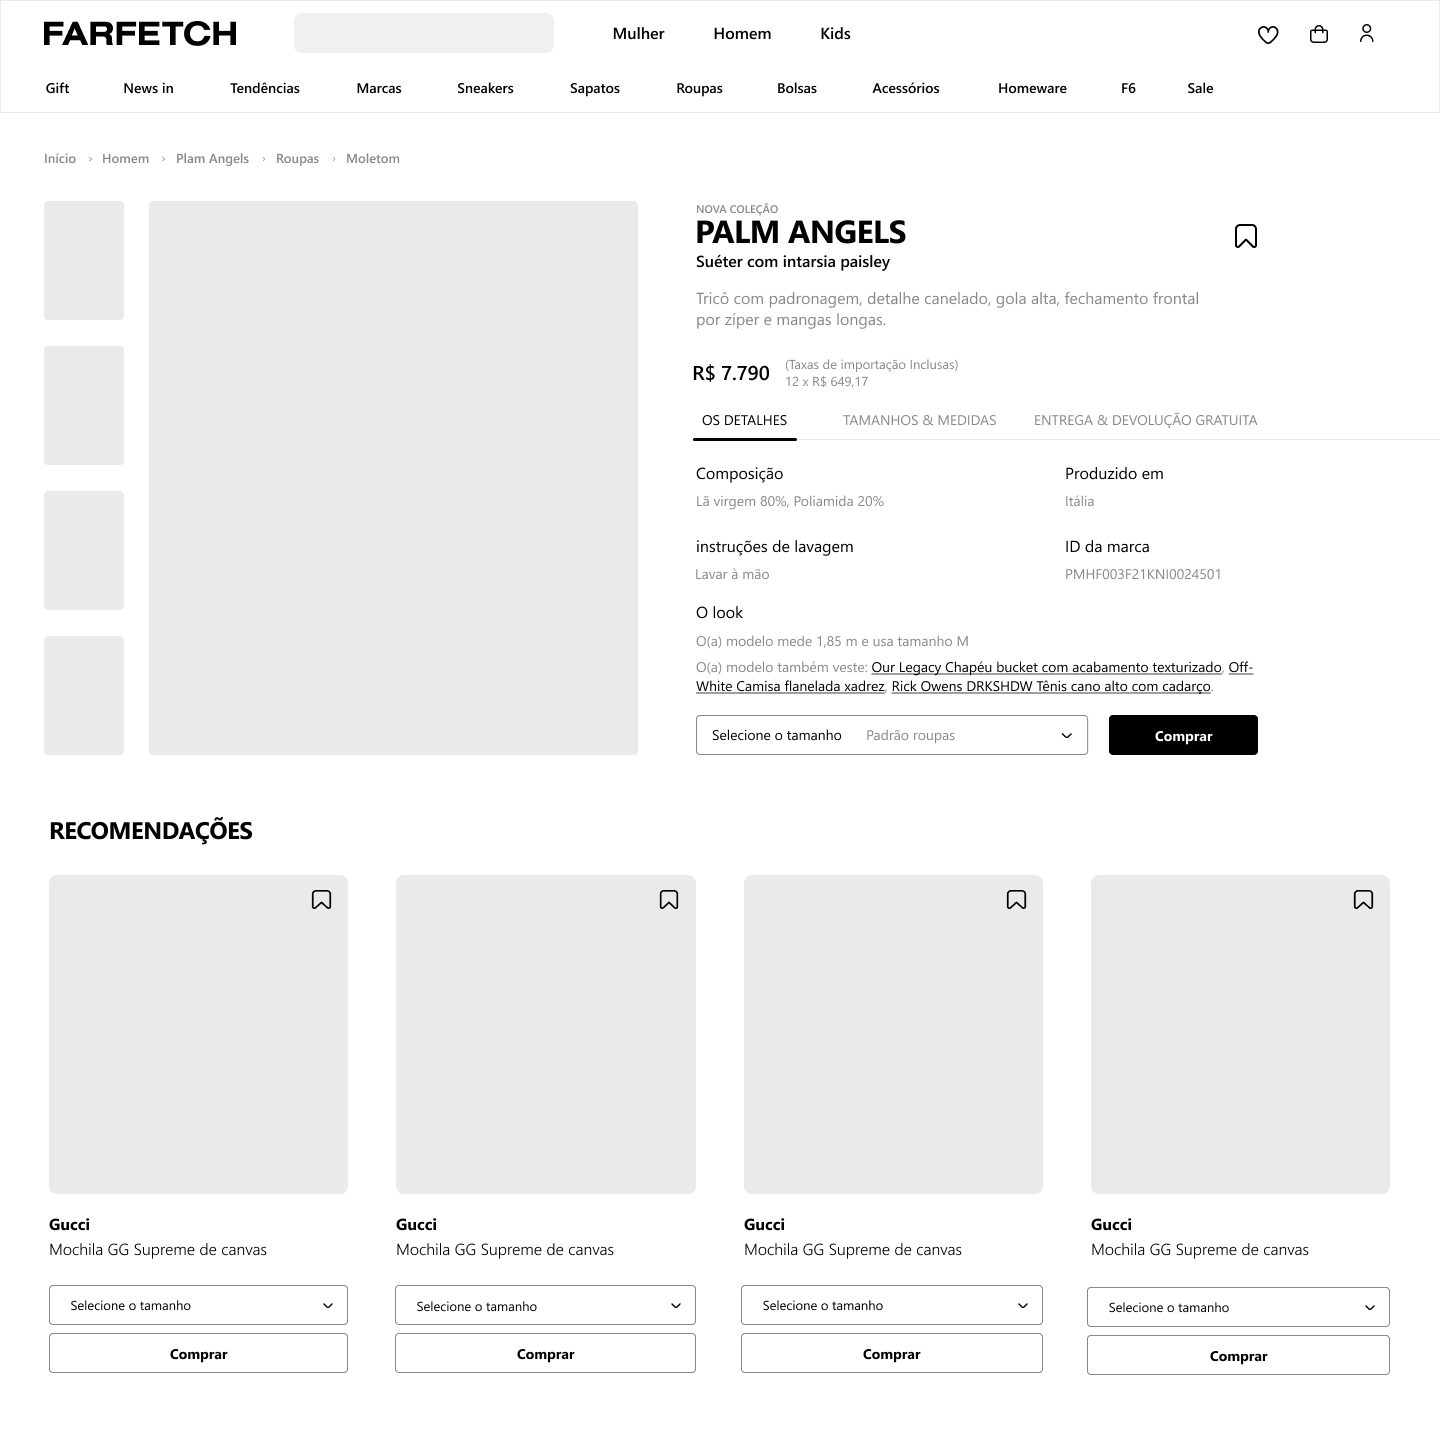 FARFETCH
Mulher Homem Kids
Gift News in Tendências Marcas Sneakers Sapatos Roupas Bolsas Acessórios Homeware F6 Sale
Início › Homem › Plam Angels › Roupas › Moletom
NOVA COLEÇÃO
PALM ANGELS
Suéter com intarsia paisley
Tricô com padronagem, detalhe canelado, gola alta, fechamento frontal
por zíper e mangas longas.
R$ 7.790
(Taxas de importação Inclusas)
12 x R$ 649,17
OS DETALHES TAMANHOS & MEDIDAS ENTREGA & DEVOLUÇÃO GRATUITA
Composição
Lã virgem 80%, Poliamida 20%
Produzido em
Itália
instruções de lavagem
Lavar à mão
ID da marca
PMHF003F21KNI0024501
O look
O(a) modelo mede 1,85 m e usa tamanho M
O(a) modelo também veste: Our Legacy Chapéu bucket com acabamento texturizado, Off-
White Camisa flanelada xadrez, Rick Owens DRKSHDW Tênis cano alto com cadarço.
Selecione o tamanho Padrão roupas
Comprar
RECOMENDAÇÕES
Gucci
Mochila GG Supreme de canvas
Selecione o tamanho
Comprar
Gucci
Mochila GG Supreme de canvas
Selecione o tamanho
Comprar
Gucci
Mochila GG Supreme de canvas
Selecione o tamanho
Comprar
Gucci
Mochila GG Supreme de canvas
Selecione o tamanho
Comprar